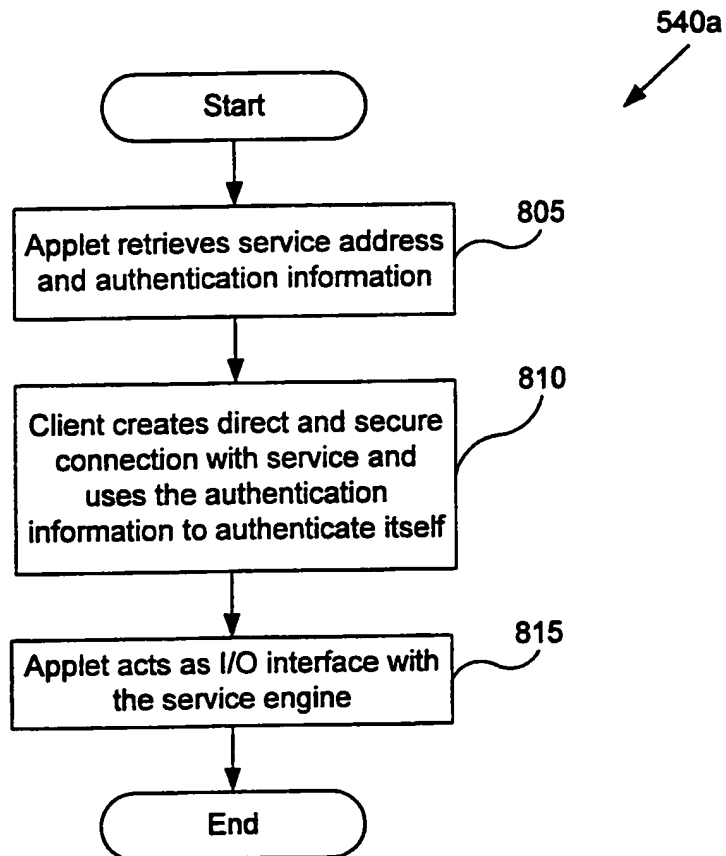 540a
Start
805
Applet retrieves service address
and authentication information
810
Client creates direct and secure
connection with service and
uses the authentication
information to authenticate itself
815
Applet acts as I/O interface with
the service engine
End